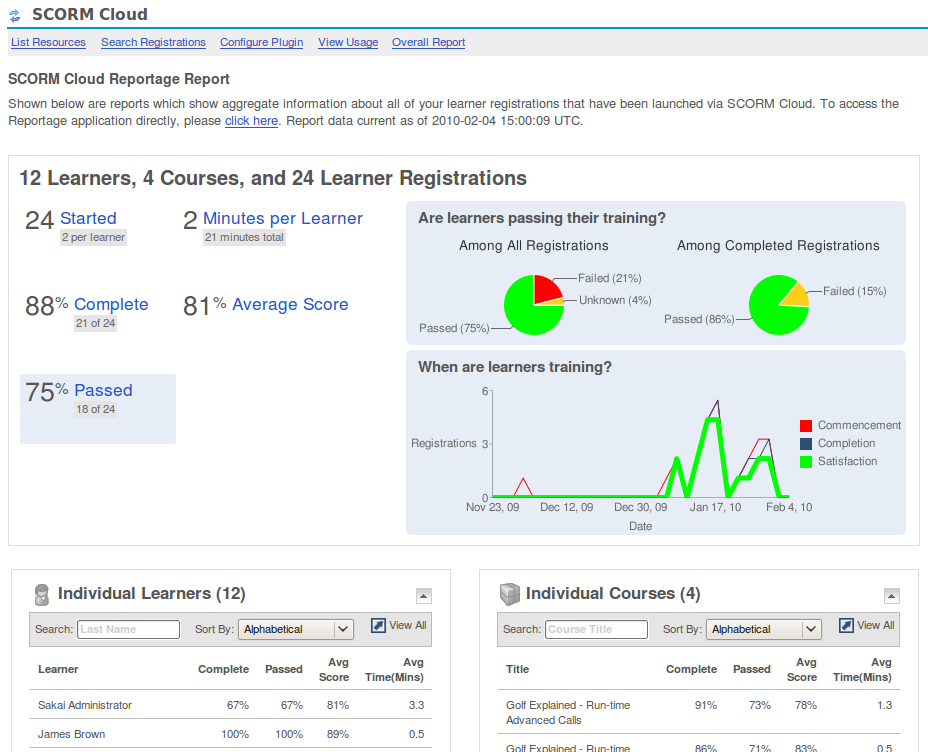 SCORM Cloud
List Resources Search Registrations Configure Plugin View Usage Overall Report
SCORM Cloud Reportage Report
Shown below are reports which show aggregate information about all of your learner registrations that have been launched via SCORM Cloud. To access the
Reportage application directly, please click here. Report data current as of 2010-02-04 15:00:09 UTC.
12 Learners, 4 Courses, and 24 Learner Registrations
24 Started
2 per learner
2 Minutes per Learner
21 minutes total
88% Complete
21 of 24
81% Average Score
75% Passed
18 of 24
Are learners passing their training?
Among All Registrations
Failed (21%)
Unknown (4%)
Passed (75%)
Among Completed Registrations
Failed (15%)
Passed (86%)
When are learners training?
6
Registrations 3
0
Nov 23, 09 Dec 12, 09 Dec 30, 09 Jan 17, 10 Feb 4, 10
Date
Commencement
Completion
Satisfaction
Individual Learners (12)
Search: Last Name Sort By: Alphabetical View All
Learner Complete Passed Avg Score Avg Time(Mins)
Sakai Administrator 67% 67% 81% 3.3
James Brown 100% 100% 89% 0.5
Individual Courses (4)
Search: Course Title Sort By: Alphabetical View All
Title Complete Passed Avg Score Avg Time(Mins)
Golf Explained - Run-time 91% 73% 78% 1.3
Advanced Calls
Golf Explained - Run-time 86% 71% 83% 0.5